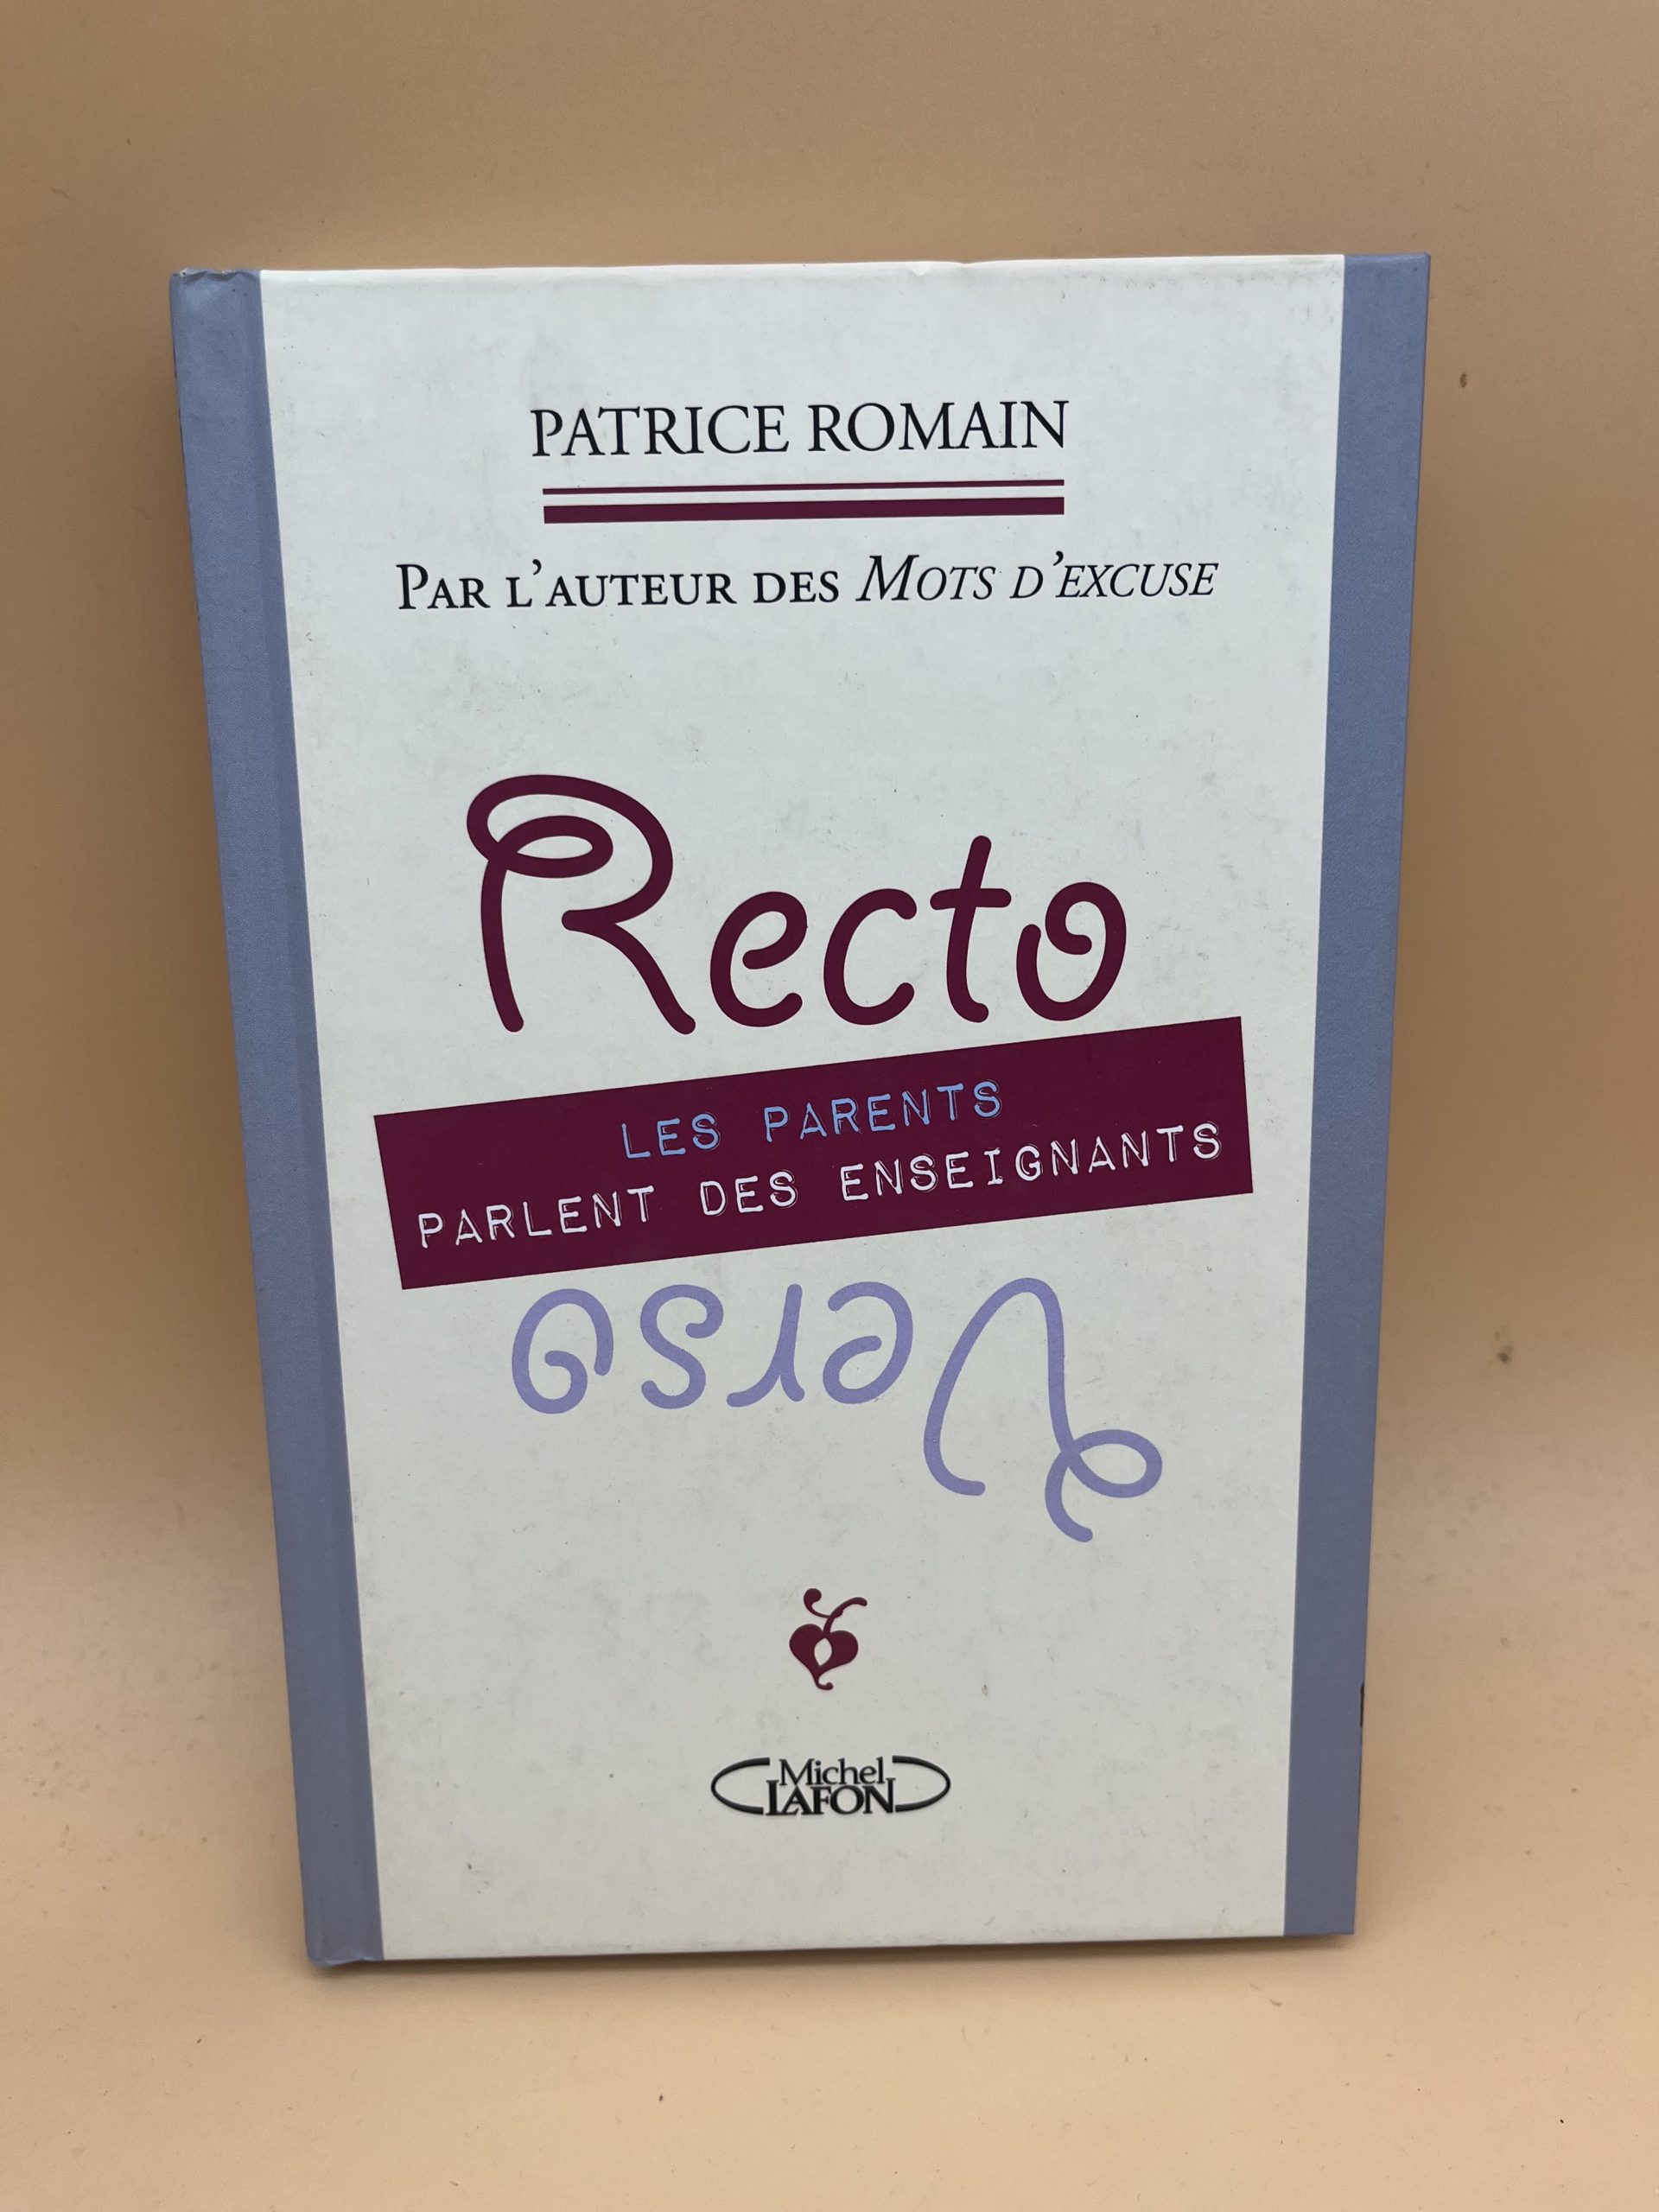 PATRICE ROMAIN
PAR L'AUTEUR DES MOTS D'EXCUSE
Recto
LES PARENTS
PARLENT DES ENSEIGNANTS
Verso
Michel
LAFON